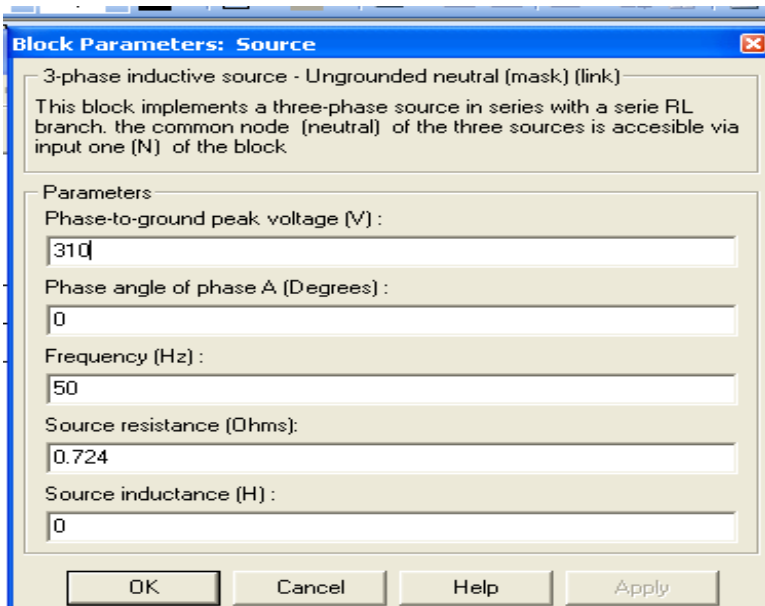 Block Parameters: Source
3-phase inductive source - Ungrounded neutral (mask) (link)
This block implements a three-phase source in series with a serie RL
branch. the common node (neutral) of the three sources is accesible via
input one (N) of the block
Parameters
Phase-to-ground peak voltage (V) :
310
Phase angle of phase A (Degrees) :
0
Frequency (Hz) :
50
Source resistance (Ohms):
0.724
Source inductance (H) :
0
OK Cancel Help Apply